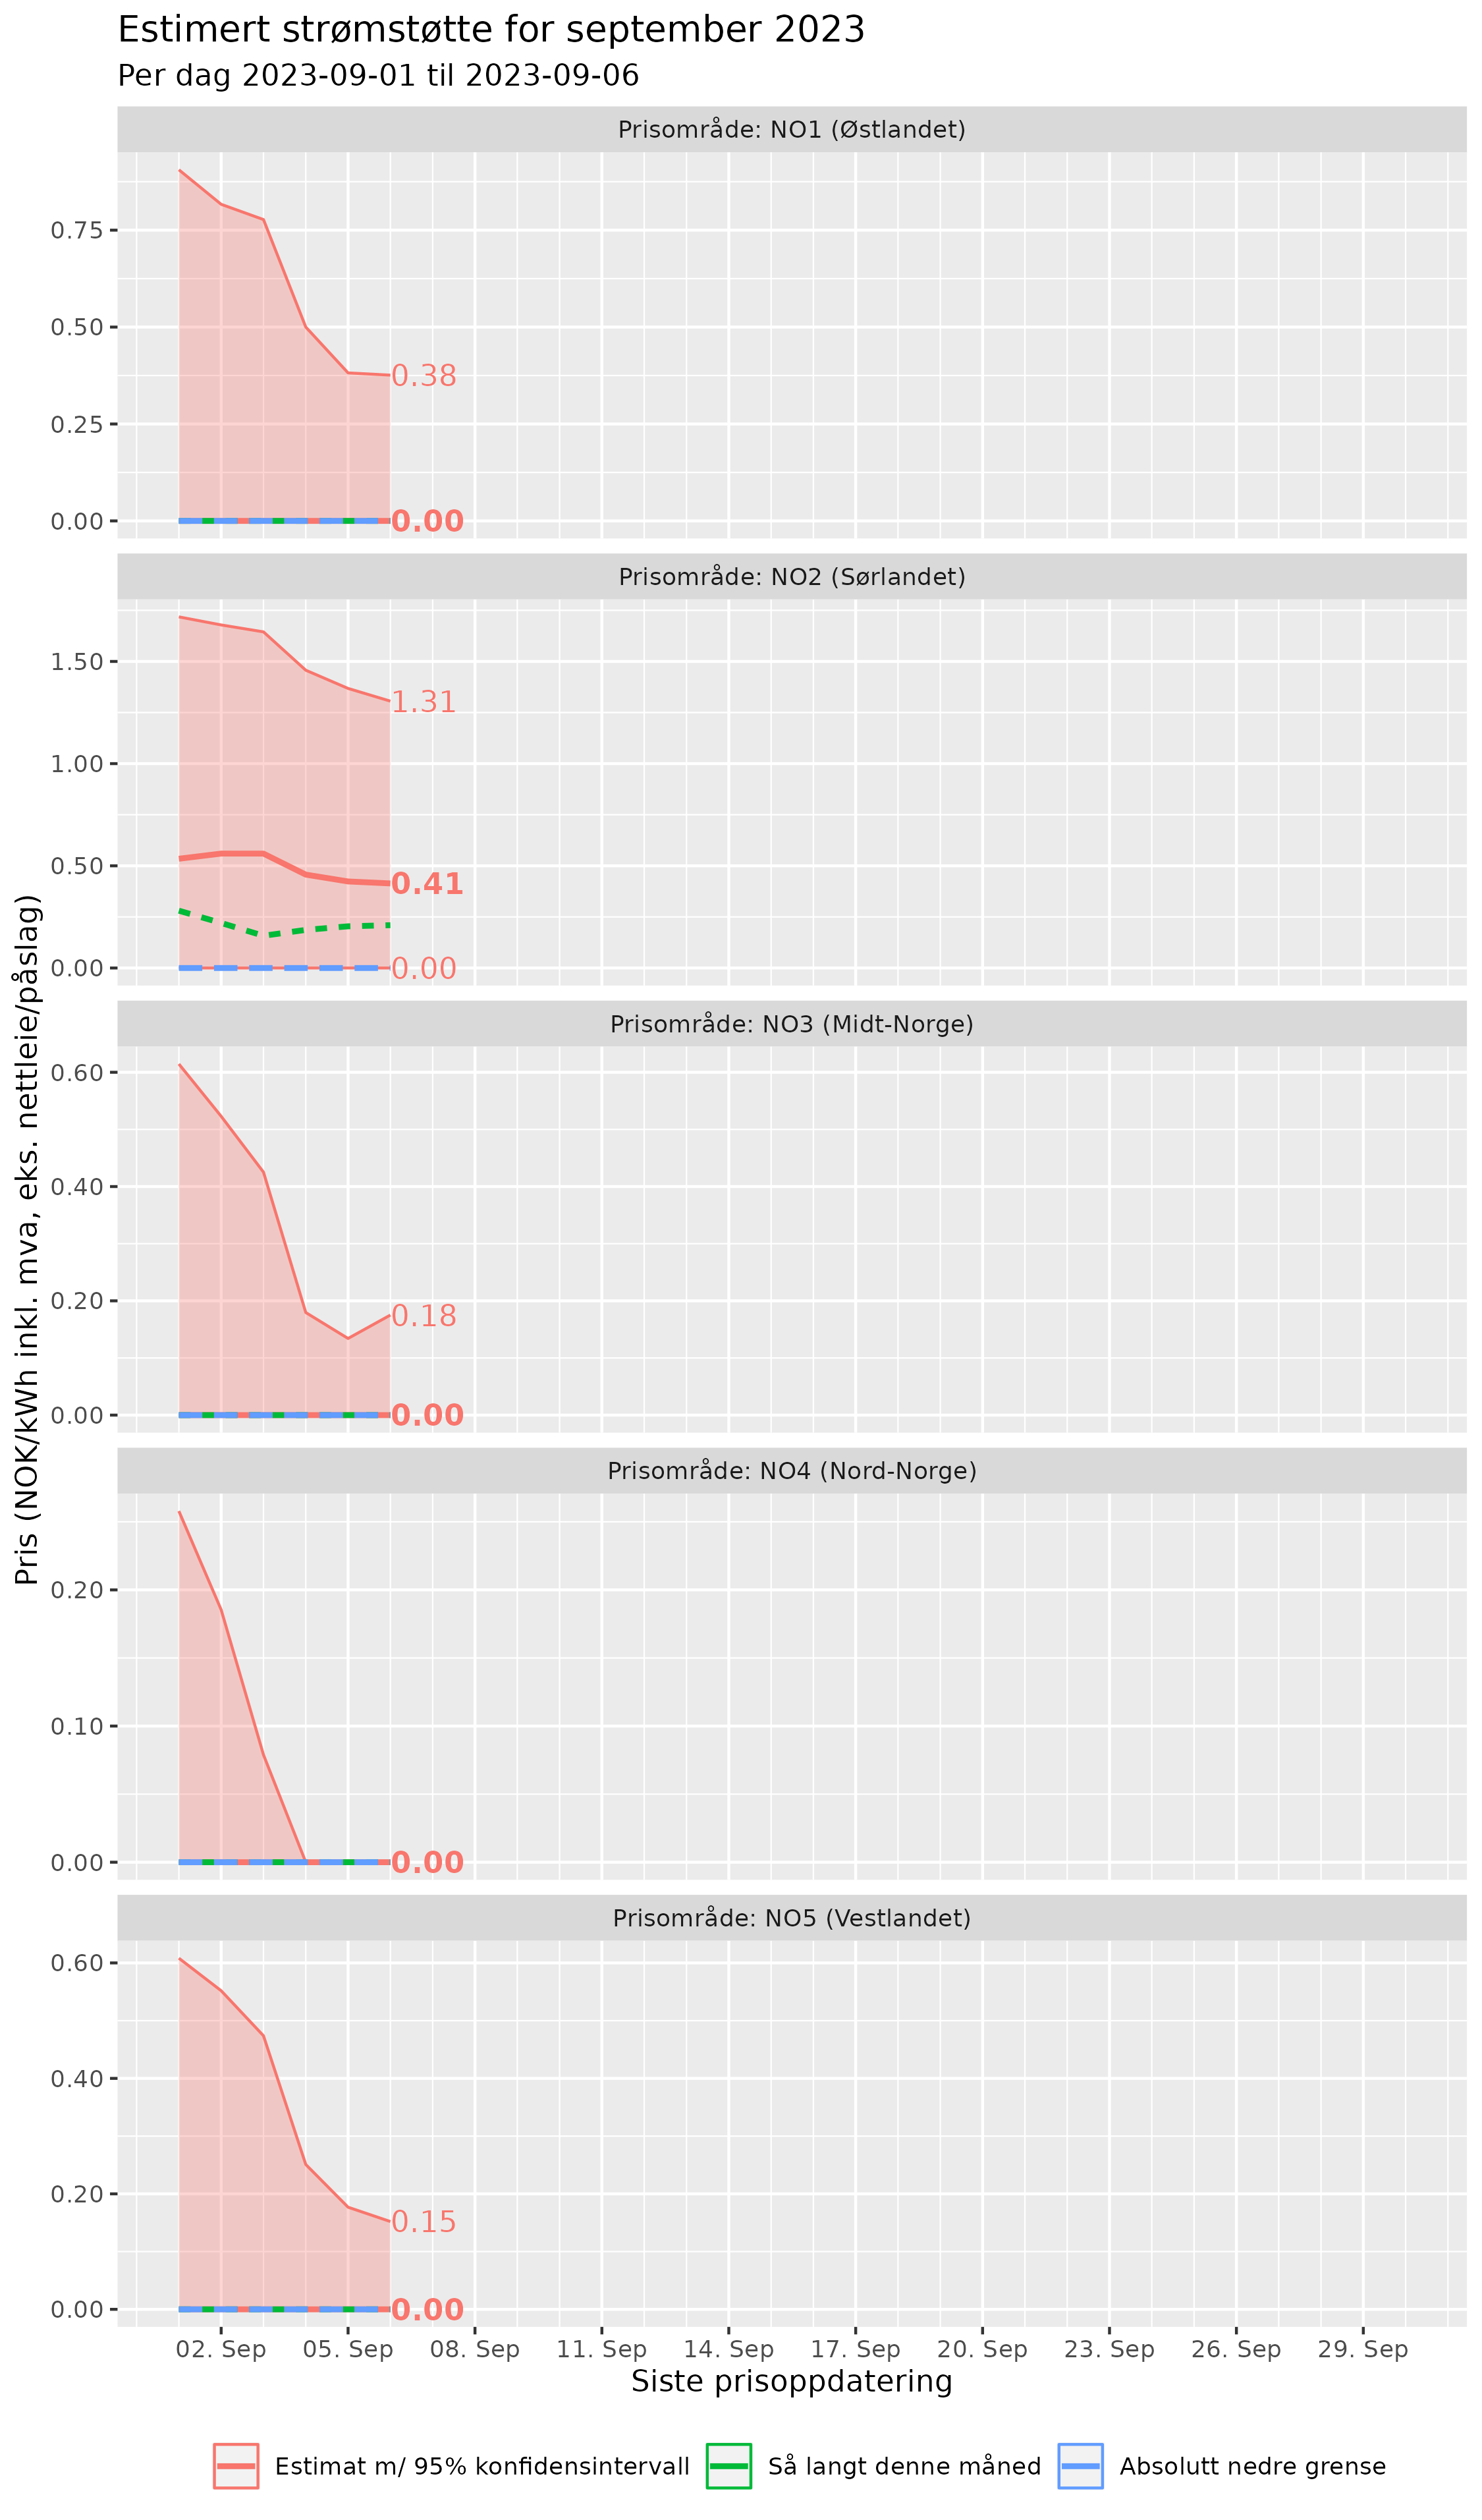 Estimert strømstøtte for september 2023
Per dag 2023-09-01 til 2023-09-06
Pris (NOK/kWh inkl. mva, eks. nettleie/påslag)
Prisområde: NO1 (Østlandet)
0.75
0.50
0.25
0.00
0.38
0.00
Prisområde: NO2 (Sørlandet)
1.50
1.00
0.50
0.00
1.31
0.41
0.00
Prisområde: NO3 (Midt-Norge)
0.60
0.40
0.20
0.00
0.18
0.00
Prisområde: NO4 (Nord-Norge)
0.20
0.10
0.00
0.00
Prisområde: NO5 (Vestlandet)
0.60
0.40
0.20
0.00
0.15
0.00
02. Sep 05. Sep 08. Sep 11. Sep 14. Sep 17. Sep 20. Sep 23. Sep 26. Sep 29. Sep
Siste prisoppdatering
Estimat m/ 95% konfidensintervall Så langt denne måned Absolutt nedre grense